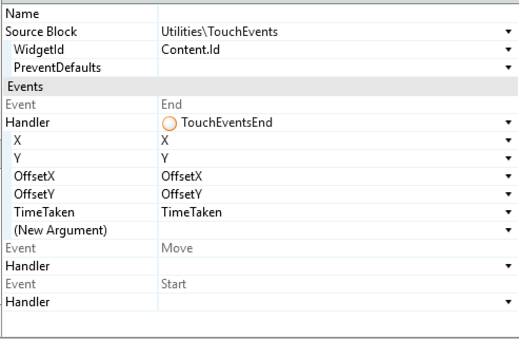 Name
Source Block Utilities\TouchEvents
WidgetId Content.Id
PreventDefaults
Events
Event End
Handler TouchEventsEnd
X X
Y Y
OffsetX OffsetX
OffsetY OffsetY
TimeTaken TimeTaken
(New Argument)
Event Move
Handler
Event Start
Handler